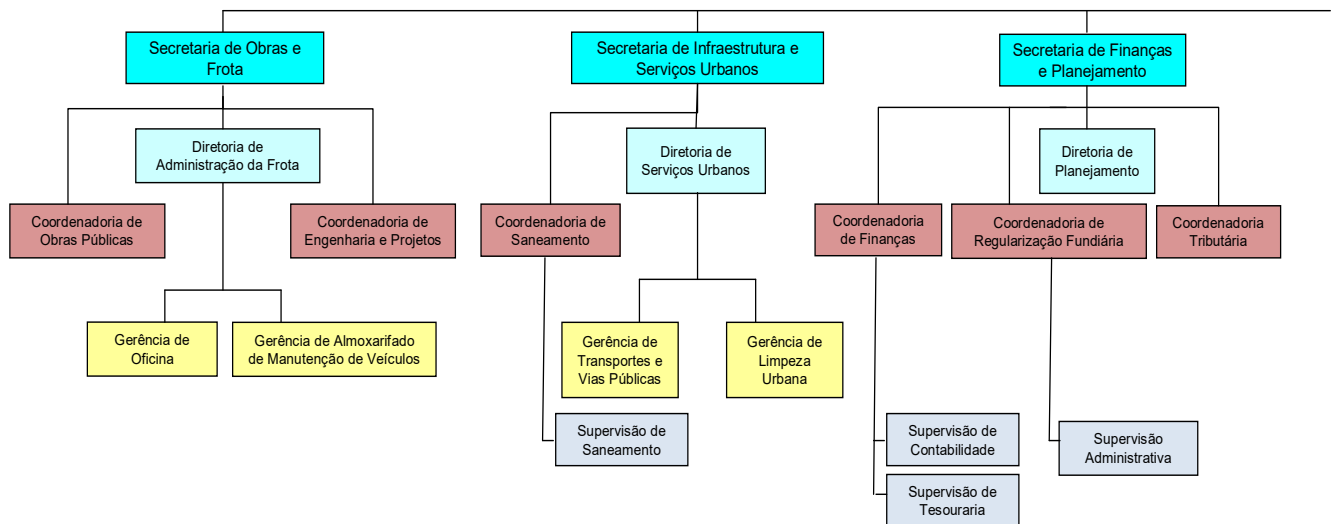 Secretaria de Obras e
Frota
Secretaria de Infraestrutura e
Serviços Urbanos
Secretaria de Finanças
e Planejamento
Diretoria de
Administração da Frota
Diretoria de
Serviços Urbanos
Diretoria de
Planejamento
Coordenadoria de
Obras Públicas
Coordenadoria de
Engenharia e Projetos
Coordenadoria de
Saneamento
Coordenadoria
de Finanças
Coordenadoria de
Regularização Fundiária
Coordenadoria
Tributária
Gerência de
Oficina
Gerência de Almoxarifado
de Manutenção de Veículos
Gerência de
Transportes e
Vias Públicas
Gerência de
Limpeza
Urbana
Supervisão de
Saneamento
Supervisão de
Contabilidade
Supervisão
Administrativa
Supervisão de
Tesouraria